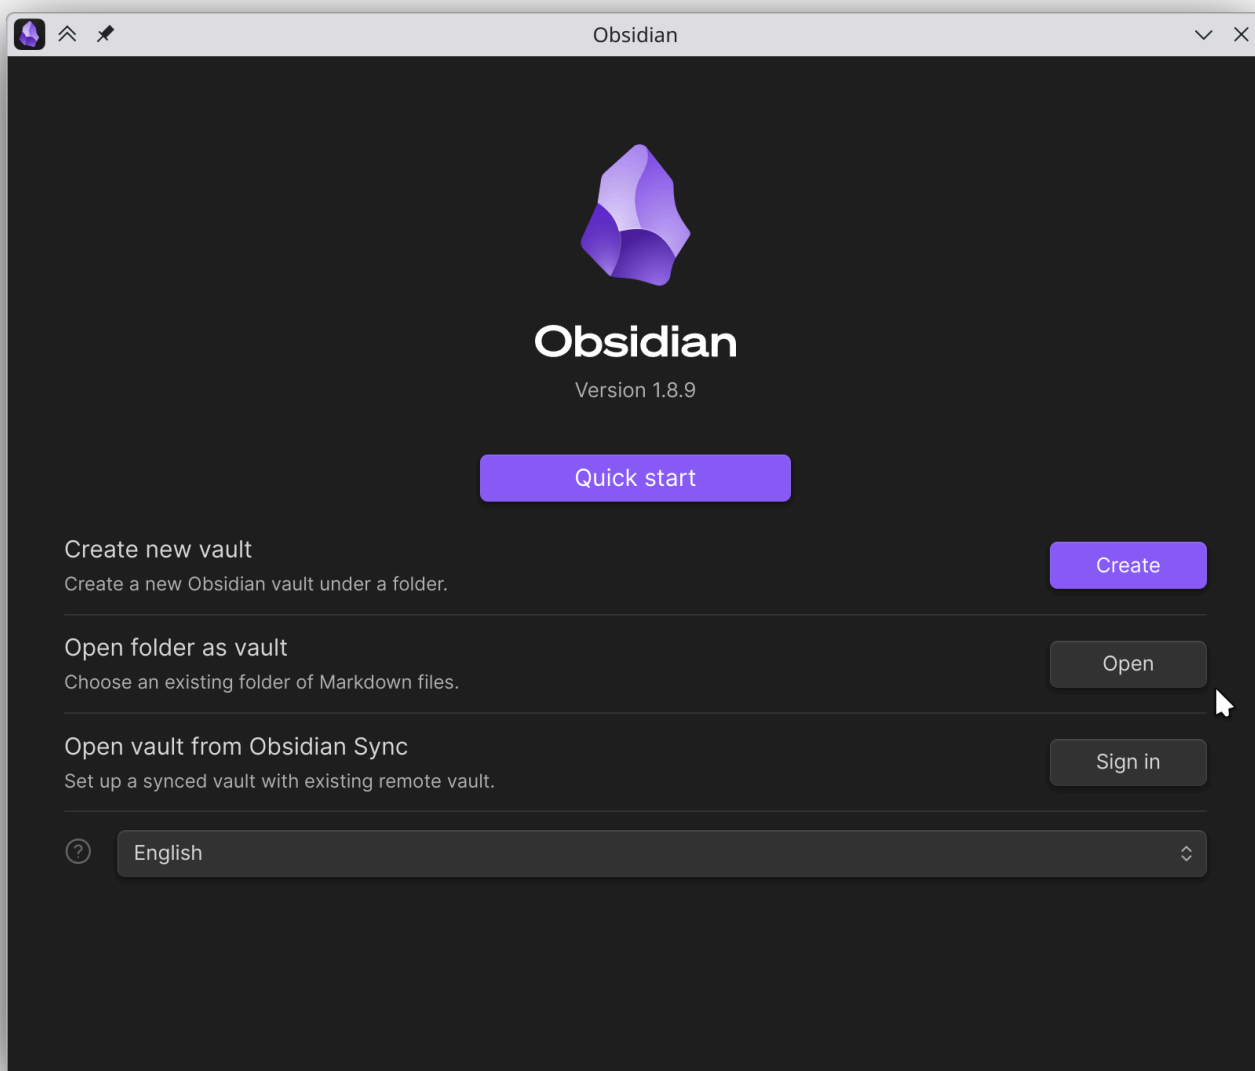 Obsidian
Obsidian
Version 1.8.9
Quick start
Create new vault
Create a new Obsidian vault under a folder.
Create
Open folder as vault
Choose an existing folder of Markdown files.
Open
Open vault from Obsidian Sync
Set up a synced vault with existing remote vault.
Sign in
English